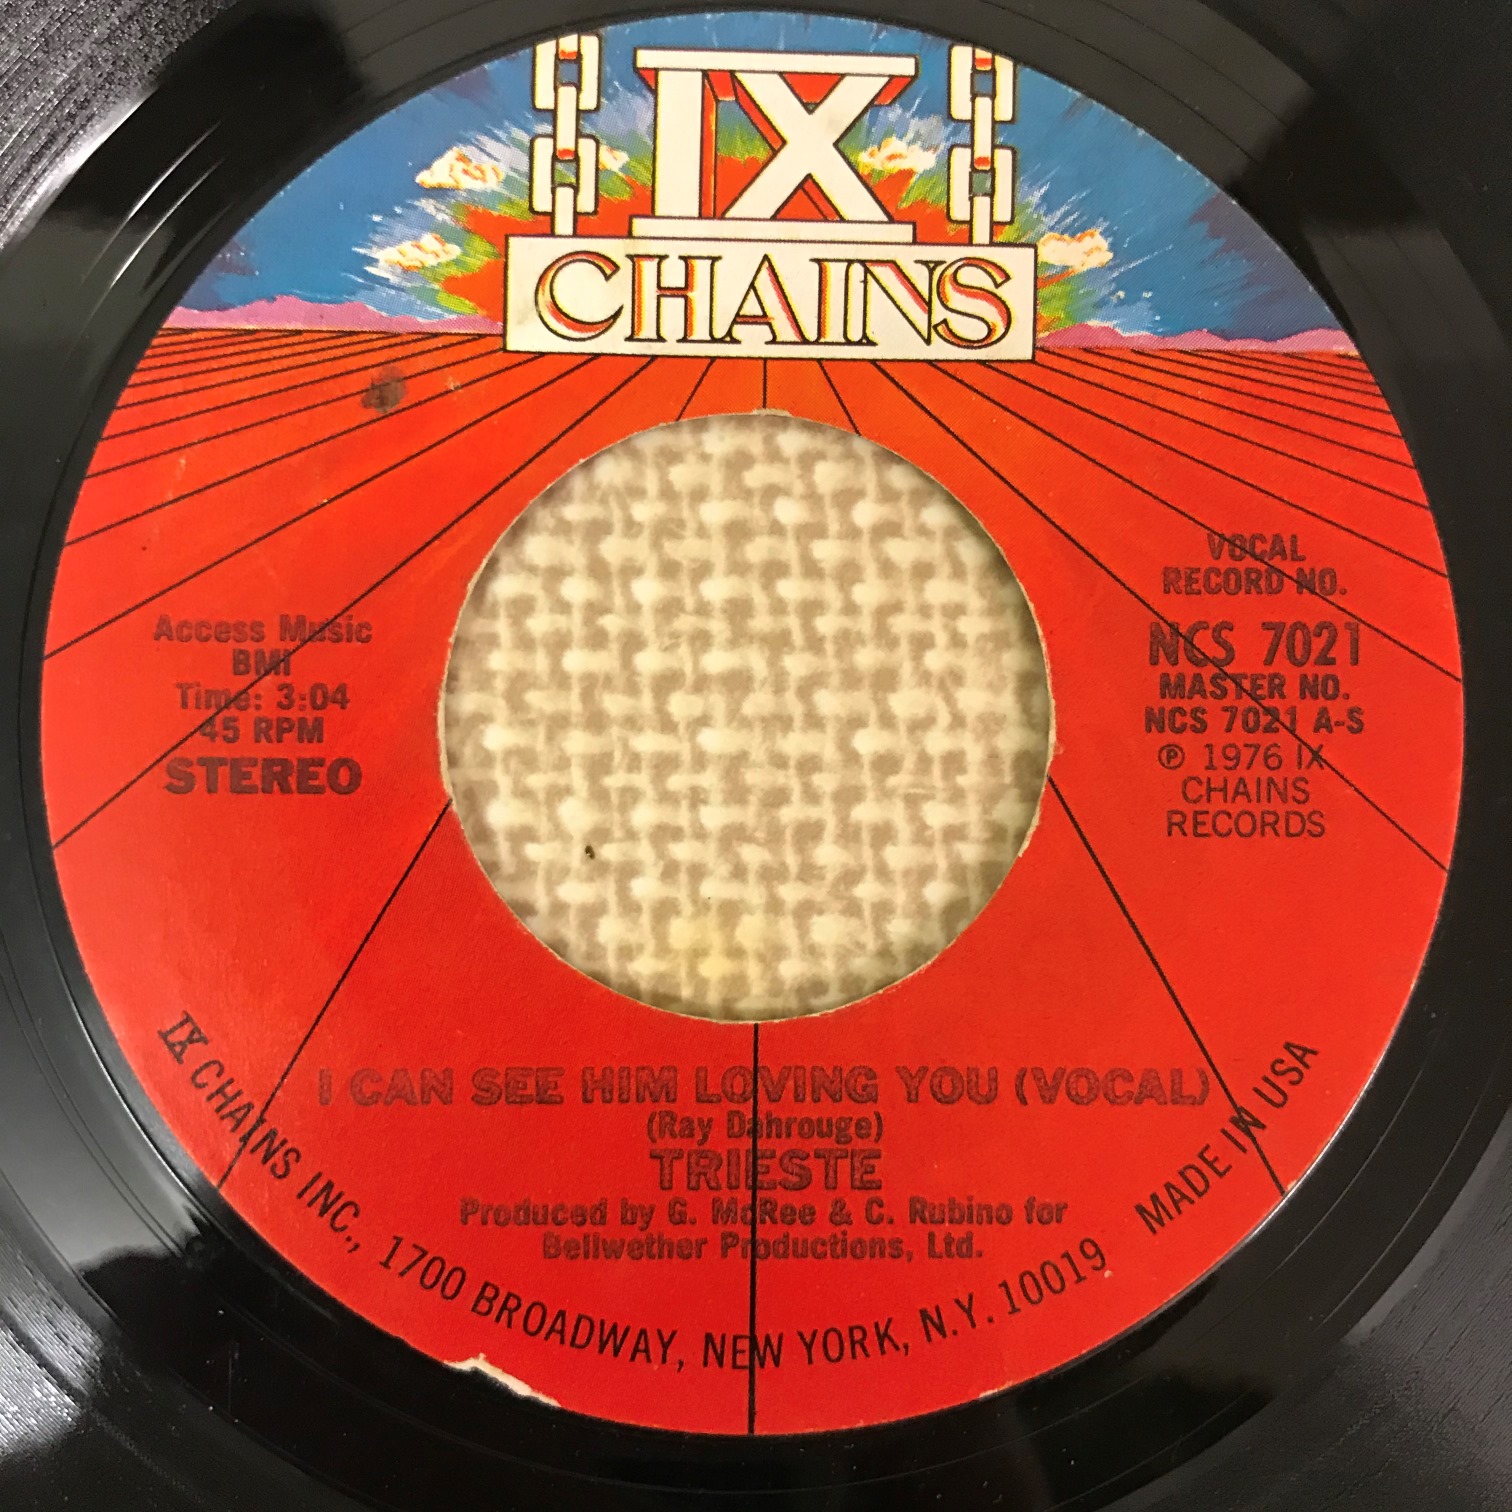 IX
CHAINS
Access Music
BMI
Time: 3:04
45 RPM
STEREO
VOCAL
RECORD NO.
NCS 7021
MASTER NO.
NCS 7021 A-S
℗ 1976 IX
CHAINS
RECORDS
I CAN SEE HIM LOVING YOU (VOCAL)
(Ray Dahrouge)
TRIESTE
Produced by G. McRee & C. Rubino for
Bellwether Productions, Ltd.
IX CHAINS INC., 1700 BROADWAY, NEW YORK, N.Y. 10019 MADE IN USA